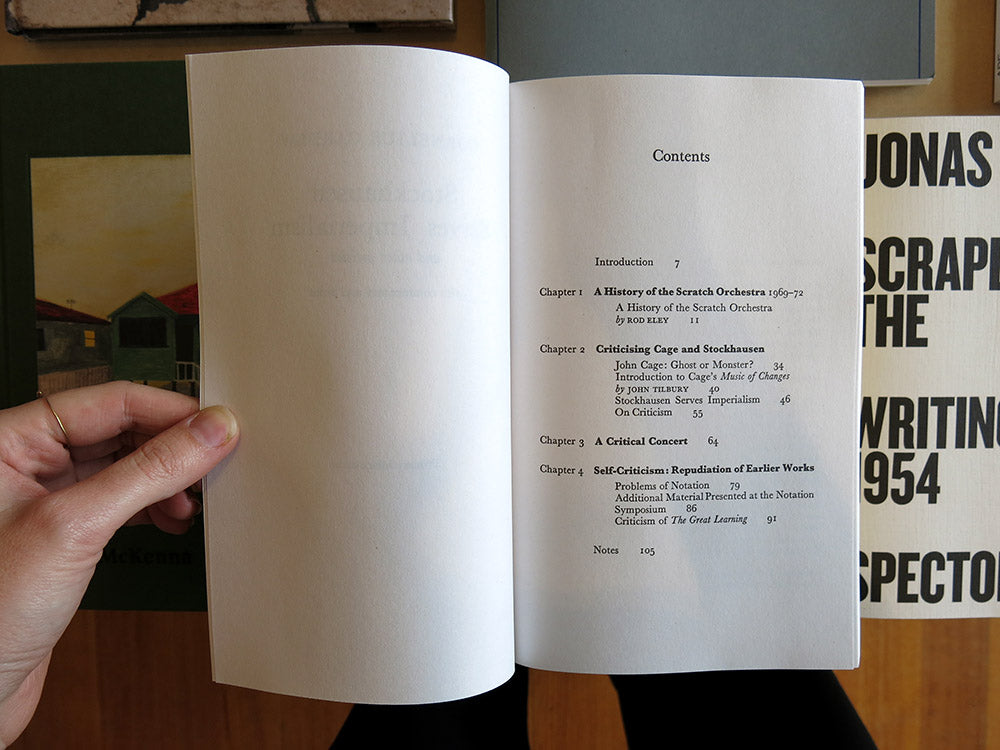 Contents
Introduction 7
Chapter 1 A History of the Scratch Orchestra 1969–72
A History of the Scratch Orchestra
by ROD ELEY 11
Chapter 2 Criticising Cage and Stockhausen
John Cage: Ghost or Monster? 34
Introduction to Cage's Music of Changes
by JOHN TILBURY 40
Stockhausen Serves Imperialism 46
On Criticism 55
Chapter 3 A Critical Concert 64
Chapter 4 Self-Criticism: Repudiation of Earlier Works
Problems of Notation 79
Additional Material Presented at the Notation
Symposium 86
Criticism of The Great Learning 91
Notes 105
JONAS
SCRAPE
THE
WRITING
1954
SPECTO
McKenna